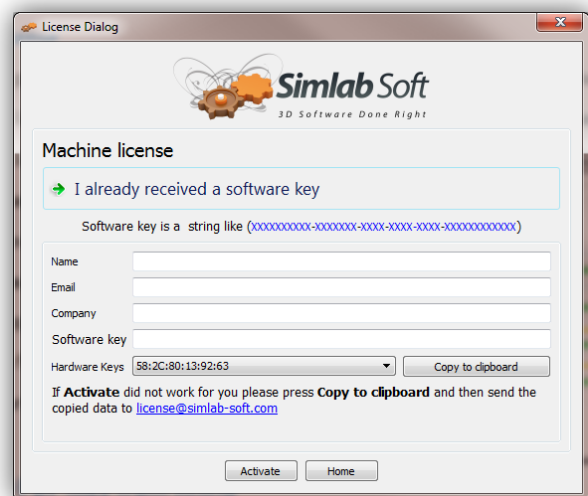 License Dialog
Simlab Soft
3D Software Done Right
Machine license
I already received a software key
Software key is a string like (xxxxxxxxxx-xxxxxxx-xxxx-xxxx-xxxx-xxxxxxxxxxxx)
Name
Email
Company
Software key
Hardware Keys 58:2C:80:13:92:63 Copy to clipboard
If Activate did not work for you please press Copy to clipboard and then send the
copied data to license@simlab-soft.com
Activate Home